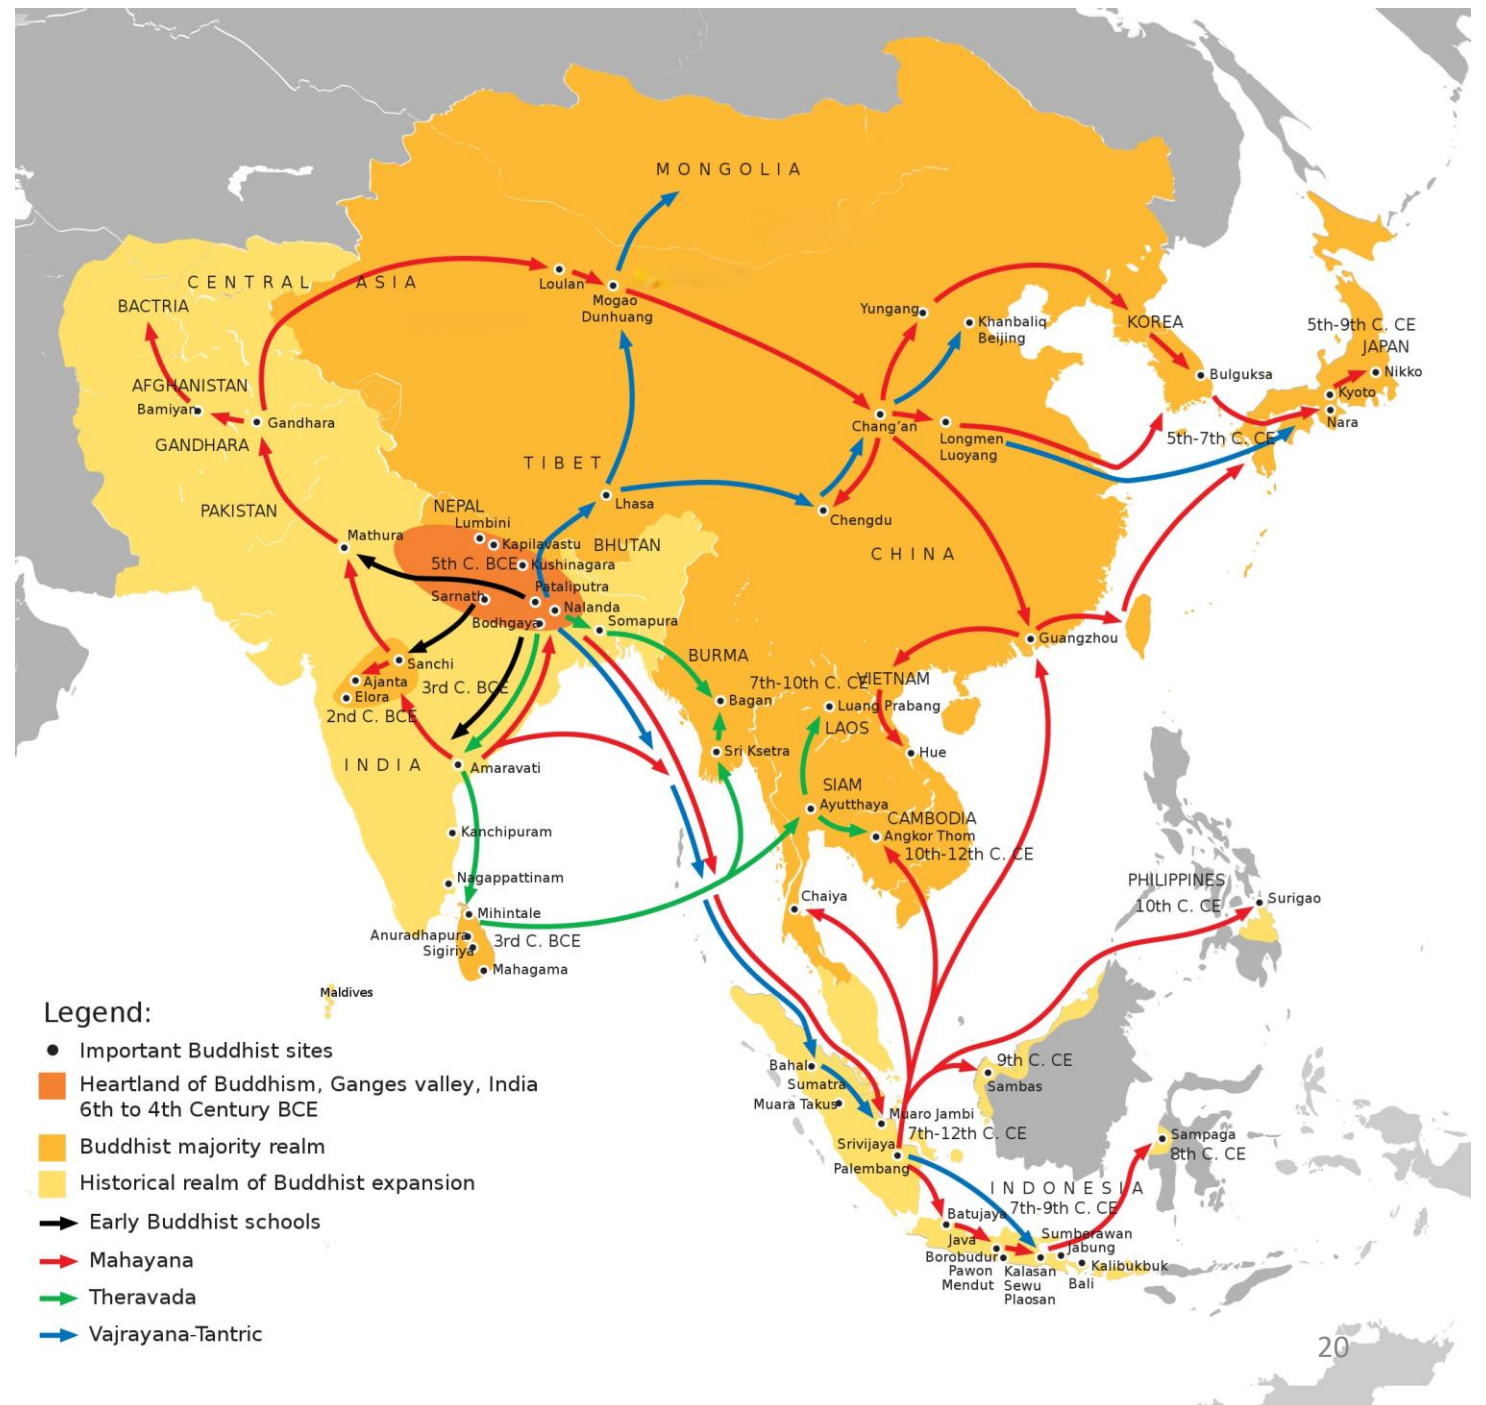 MONGOLIA
CENTRAL ASIA
Loulan
BACTRIA
Mogao
Dunhuang
Yungang
Khanbaliq
Beijing
KOREA
5th-9th C. CE
JAPAN
Nikko
AFGHANISTAN
Bulguksa
Kyoto
Bamiyan
Gandhara
Chang'an
Nara
GANDHARA
Longmen
Luoyang
5th-7th C. CE
TIBET
PAKISTAN
NEPAL
Lhasa
Lumbini
Chengdu
Mathura
Kapilavastu
BHUTAN
CHINA
5th C. BCE
Kushinagara
Pataliputra
Sarnath
Nalanda
Bodhgaya
Somapura
Guangzhou
BURMA
Sanchi
VIETNAM
7th-10th C. CE
Ajanta
3rd C. BCE
Elora
Bagan
Luang Prabang
2nd C. BCE
LAOS
Sri Ksetra
Hue
INDIA
Amaravati
SIAM
Ayutthaya
CAMBODIA
Kanchipuram
Angkor Thom
10th-12th C. CE
Nagappattinam
PHILIPPINES
Chaiya
Surigao
10th C. CE
Mihintale
Anuradhapura
3rd C. BCE
Sigiriya
Mahagama
Maldives
Legend:
Important Buddhist sites
Heartland of Buddhism, Ganges valley, India
6th to 4th Century BCE
Buddhist majority realm
Historical realm of Buddhist expansion
Early Buddhist schools
Mahayana
Theravada
Vajrayana-Tantric
9th C. CE
Bahal
Sambas
Sumatra
Muara Takus
Muaro Jambi
7th-12th C. CE
Srivijaya
Palembang
Sampaga
8th C. CE
INDONESIA
7th-9th C. CE
Batujaya
Java
Sumberawan
Jabung
Borobudur
Pawon
Mendut
Kalasan
Sewu
Plaosan
Kalibukbuk
Bali
20